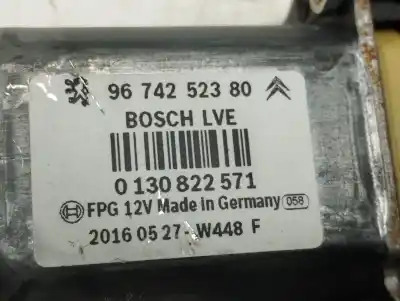 96 742 523 80
BOSCH LVE
0 130 822 571
FPG 12V Made in Germany 058
2016 05 27 W448 F